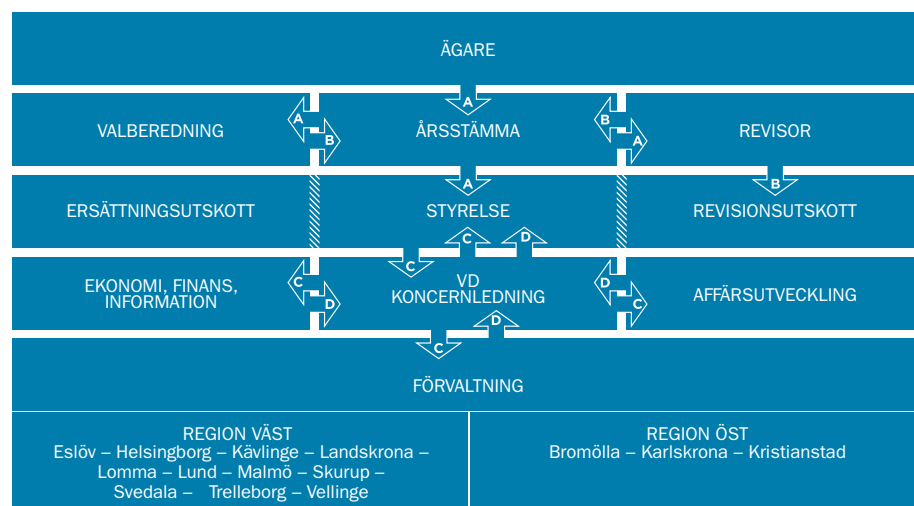 ÄGARE
A
VALBEREDNING
A
B
ÅRSSTÄMMA
B
A
REVISOR
A
B
ERSÄTTNINGSUTSKOTT
STYRELSE
REVISIONSUTSKOTT
C
C
D
EKONOMI, FINANS,
INFORMATION
C
D
VD
KONCERNLEDNING
D
C
AFFÄRSUTVECKLING
C
D
FÖRVALTNING
REGION VÄST
Eslöv – Helsingborg – Kävlinge – Landskrona –
Lomma – Lund – Malmö – Skurup –
Svedala – Trelleborg – Vellinge
REGION ÖST
Bromölla – Karlskrona – Kristianstad